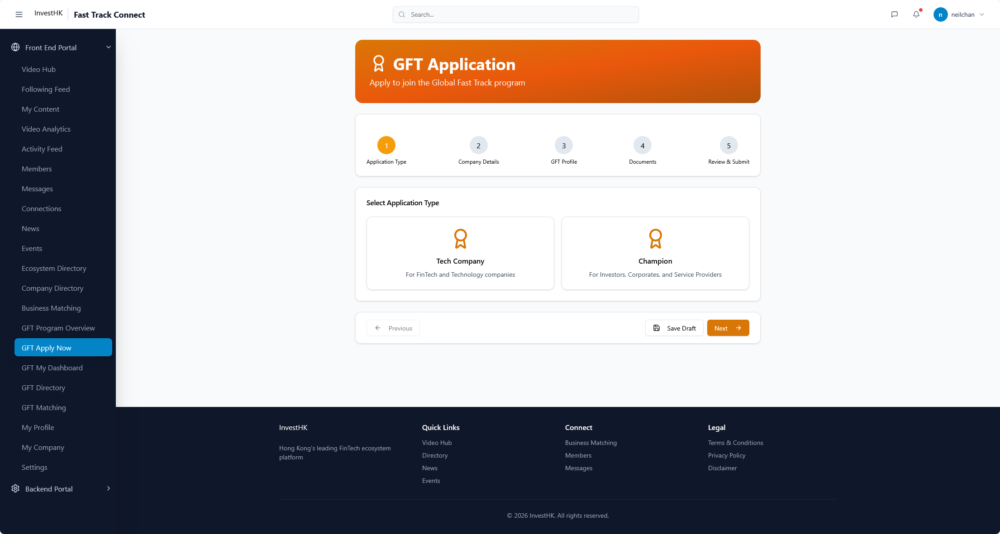 InvestHK
Fast Track Connect
Search...
n
neilchan
Front End Portal
Video Hub
Following Feed
My Content
Video Analytics
Activity Feed
Members
Messages
Connections
News
Events
Ecosystem Directory
Company Directory
Business Matching
GFT Program Overview
GFT Apply Now
GFT My Dashboard
GFT Directory
GFT Matching
My Profile
My Company
Settings
Backend Portal
GFT Application
Apply to join the Global Fast Track program
1
Application Type
2
Company Details
3
GFT Profile
4
Documents
5
Review & Submit
Select Application Type
Tech Company
For FinTech and Technology companies
Champion
For Investors, Corporates, and Service Providers
Previous
Save Draft
Next
InvestHK
Hong Kong's leading FinTech ecosystem
platform
Quick Links
Video Hub
Directory
News
Events
Connect
Business Matching
Members
Messages
Legal
Terms & Conditions
Privacy Policy
Disclaimer
© 2026 InvestHK. All rights reserved.